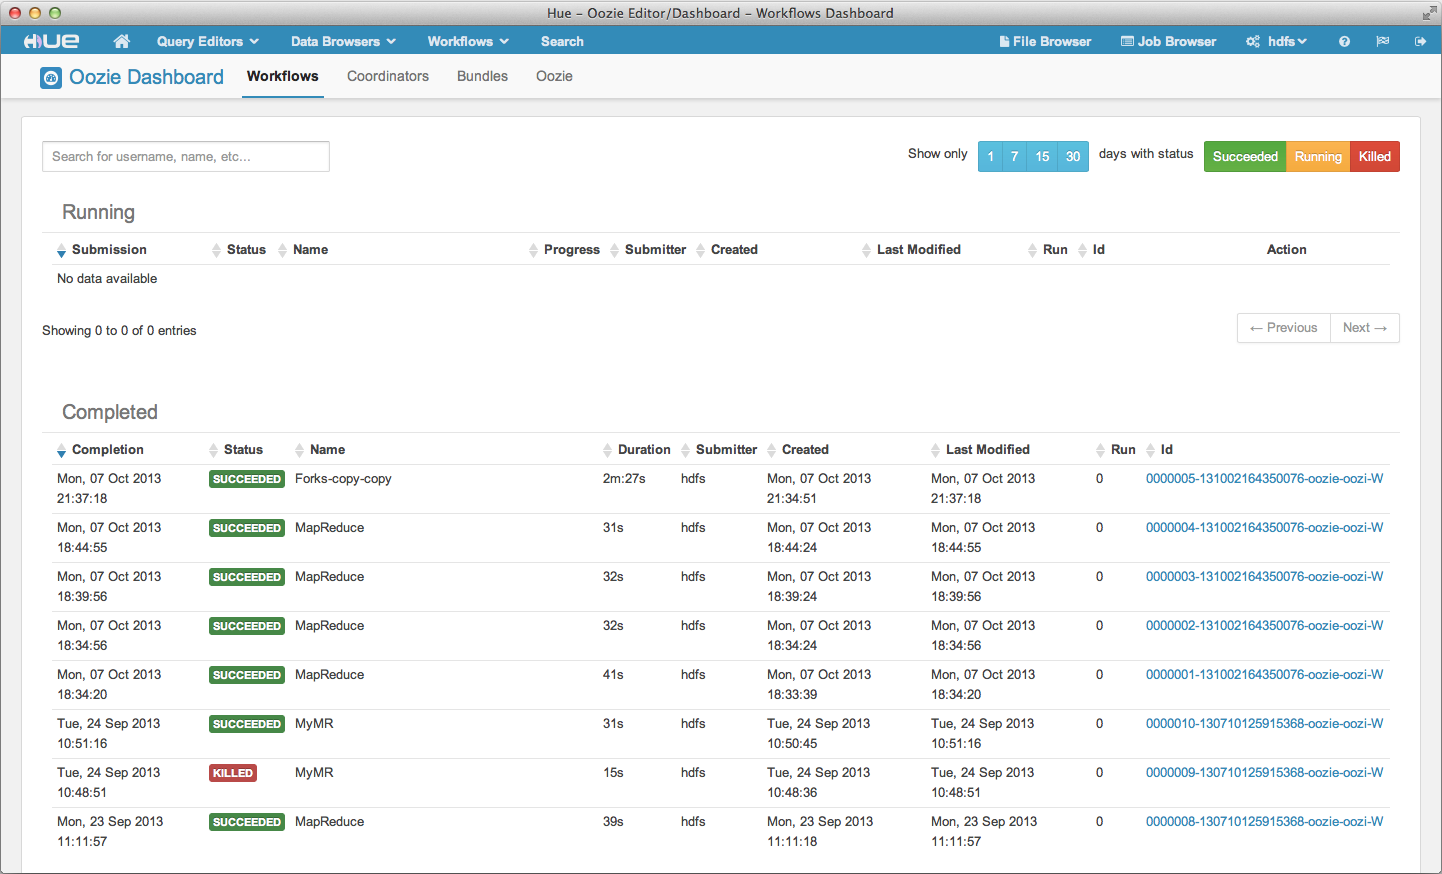 Hue - Oozie Editor/Dashboard - Workflows Dashboard
HUE Query Editors Data Browsers Workflows Search File Browser Job Browser hdfs
Oozie Dashboard Workflows Coordinators Bundles Oozie
Search for username, name, etc... Show only 1 7 15 30 days with status Succeeded Running Killed
Running
Submission Status Name Progress Submitter Created Last Modified Run Id Action
No data available
Showing 0 to 0 of 0 entries ← Previous Next →
Completed
Completion Status Name Duration Submitter Created Last Modified Run Id
Mon, 07 Oct 2013 SUCCEEDED Forks-copy-copy 2m:27s hdfs Mon, 07 Oct 2013 Mon, 07 Oct 2013 0 0000005-131002164350076-oozie-oozi-W
21:37:18 21:34:51 21:37:18
Mon, 07 Oct 2013 SUCCEEDED MapReduce 31s hdfs Mon, 07 Oct 2013 Mon, 07 Oct 2013 0 0000004-131002164350076-oozie-oozi-W
18:44:55 18:44:24 18:44:55
Mon, 07 Oct 2013 SUCCEEDED MapReduce 32s hdfs Mon, 07 Oct 2013 Mon, 07 Oct 2013 0 0000003-131002164350076-oozie-oozi-W
18:39:56 18:39:24 18:39:56
Mon, 07 Oct 2013 SUCCEEDED MapReduce 32s hdfs Mon, 07 Oct 2013 Mon, 07 Oct 2013 0 0000002-131002164350076-oozie-oozi-W
18:34:56 18:34:24 18:34:56
Mon, 07 Oct 2013 SUCCEEDED MapReduce 41s hdfs Mon, 07 Oct 2013 Mon, 07 Oct 2013 0 0000001-131002164350076-oozie-oozi-W
18:34:20 18:33:39 18:34:20
Tue, 24 Sep 2013 SUCCEEDED MyMR 31s hdfs Tue, 24 Sep 2013 Tue, 24 Sep 2013 0 0000010-130710125915368-oozie-oozi-W
10:51:16 10:50:45 10:51:16
Tue, 24 Sep 2013 KILLED MyMR 15s hdfs Tue, 24 Sep 2013 Tue, 24 Sep 2013 0 0000009-130710125915368-oozie-oozi-W
10:48:51 10:48:36 10:48:51
Mon, 23 Sep 2013 SUCCEEDED MapReduce 39s hdfs Mon, 23 Sep 2013 Mon, 23 Sep 2013 0 0000008-130710125915368-oozie-oozi-W
11:11:57 11:11:18 11:11:57